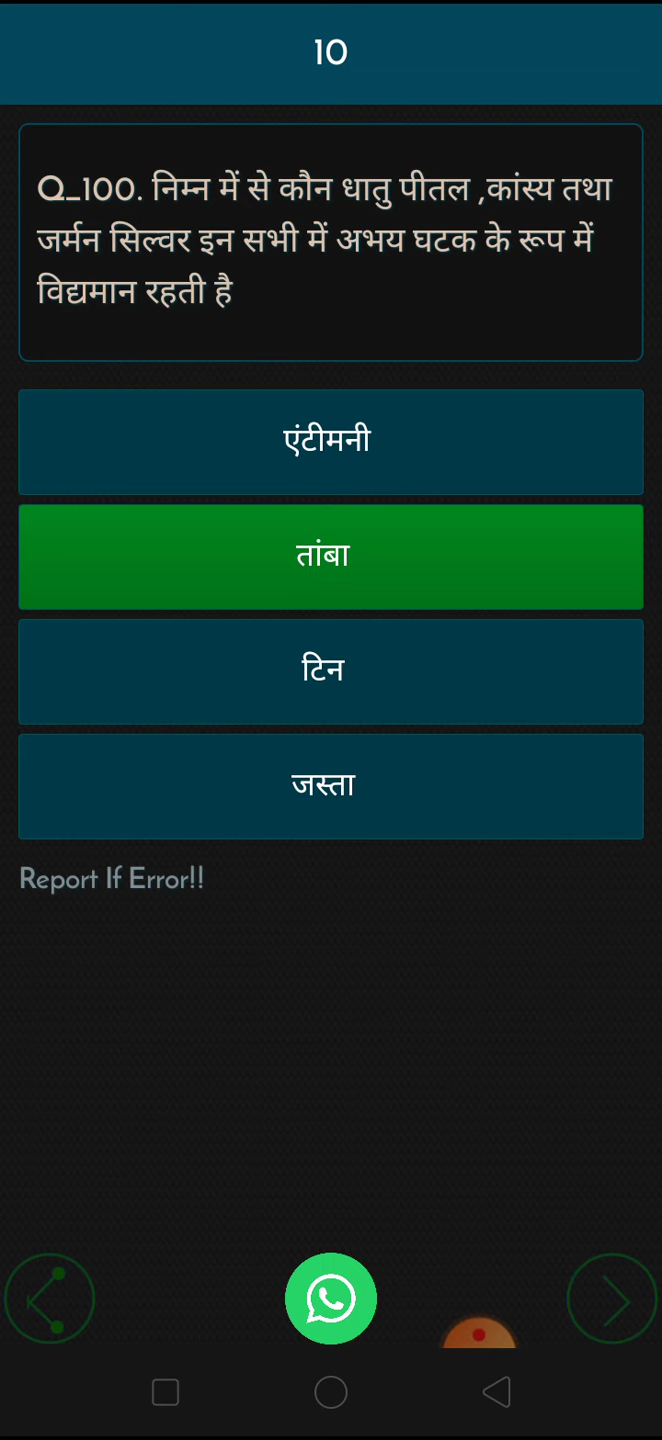 10
Q_100. निम्न में से कौन धातु पीतल ,कांस्य तथा
जर्मन सिल्वर इन सभी में अभय घटक के रूप में
विद्यमान रहती है
एंटीमनी
तांबा
टिन
जस्ता
Report If Error!!